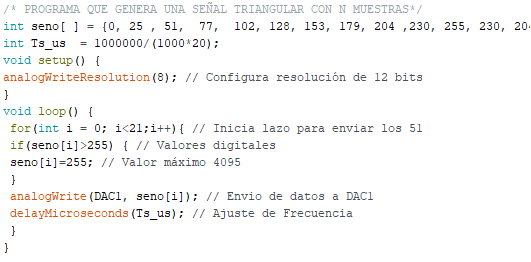 /* PROGRAMA QUE GENERA UNA SEÑAL TRIANGULAR CON N MUESTRAS*/
int seno[ ] = {0, 25 , 51,  77,  102, 128, 153, 179, 204 ,230, 255, 230, 204
int Ts_us  = 1000000/(1000*20);
void setup() {
analogWriteResolution(8); // Configura resolución de 12 bits
}
void loop() {
for(int i = 0; i<21;i++){ // Inicia lazo para enviar los 51
if(seno[i]>255) { // Valores digitales
seno[i]=255; // Valor máximo 4095
}
analogWrite(DAC1, seno[i]); // Envio de datos a DAC1
delayMicroseconds(Ts_us); // Ajuste de Frecuencia
}
}